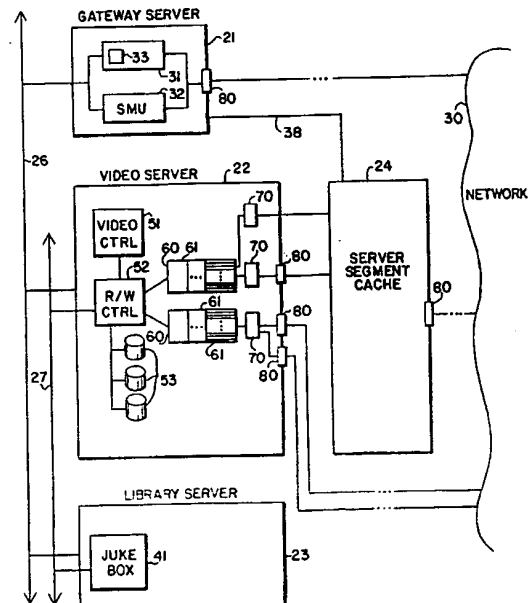 GATEWAY SERVER
21
33
31
SMU
32
80
38
30
26
VIDEO SERVER
22
24
NETWORK
70
VIDEO
CTRL
51
60
61
52
R/W
CTRL
70
80
SERVER
SEGMENT
CACHE
80
61
80
60
61
70
80
27
53
LIBRARY SERVER
JUKE
BOX
41
23